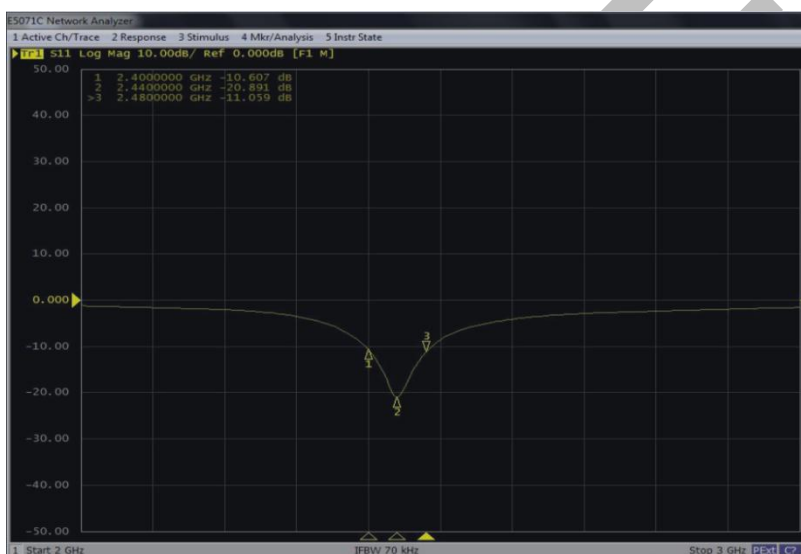 E5071C Network Analyzer
1 Active Ch/Trace 2 Response 3 Stimulus 4 Mkr/Analysis 5 Instr State
Tr1 S11 Log Mag 10.00dB/ Ref 0.000dB [F1 M]
50.00
1 2.4000000 GHz -10.607 dB
2 2.4400000 GHz -20.891 dB
>3 2.4800000 GHz -11.059 dB
40.00
30.00
20.00
10.00
0.000
-10.00
3
1
-20.00
2
-30.00
-40.00
-50.00
1 Start 2 GHz IFBW 70 kHz Stop 3 GHz PExt C?